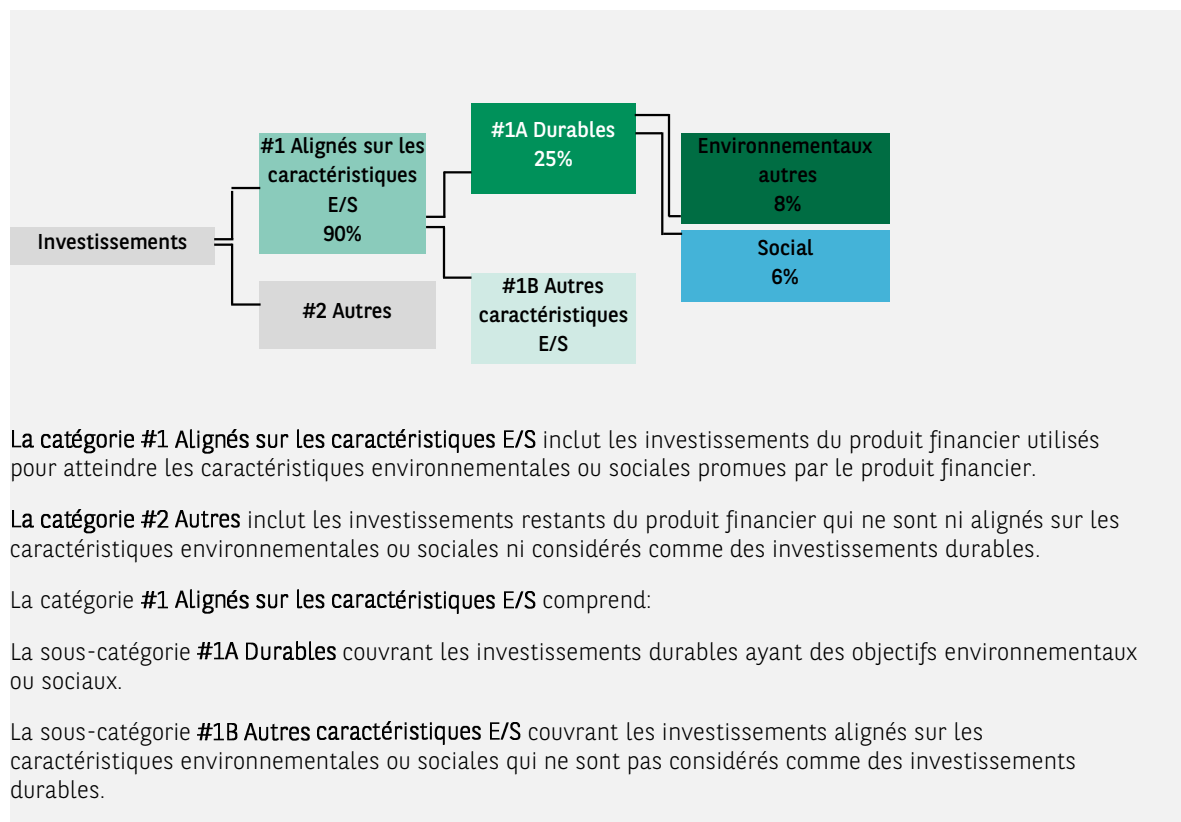 #1A Durables
25%
#1 Alignés sur les
caractéristiques
E/S
90%
Environnementaux
autres
8%
Investissements
Social
6%
#2 Autres
#1B Autres
caractéristiques
E/S
La catégorie #1 Alignés sur les caractéristiques E/S inclut les investissements du produit financier utilisés
pour atteindre les caractéristiques environnementales ou sociales promues par le produit financier.
La catégorie #2 Autres inclut les investissements restants du produit financier qui ne sont ni alignés sur les
caractéristiques environnementales ou sociales ni considérés comme des investissements durables.
La catégorie #1 Alignés sur les caractéristiques E/S comprend:
La sous-catégorie #1A Durables couvrant les investissements durables ayant des objectifs environnementaux
ou sociaux.
La sous-catégorie #1B Autres caractéristiques E/S couvrant les investissements alignés sur les
caractéristiques environnementales ou sociales qui ne sont pas considérés comme des investissements
durables.